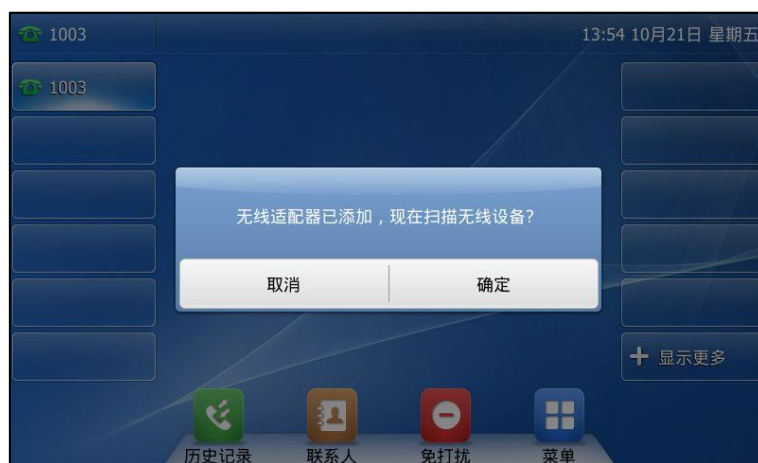 1003
13:54 10月21日 星期五
1003
无线适配器已添加，现在扫描无线设备?
取消
确定
显示更多
历史记录
联系人
免打扰
菜单